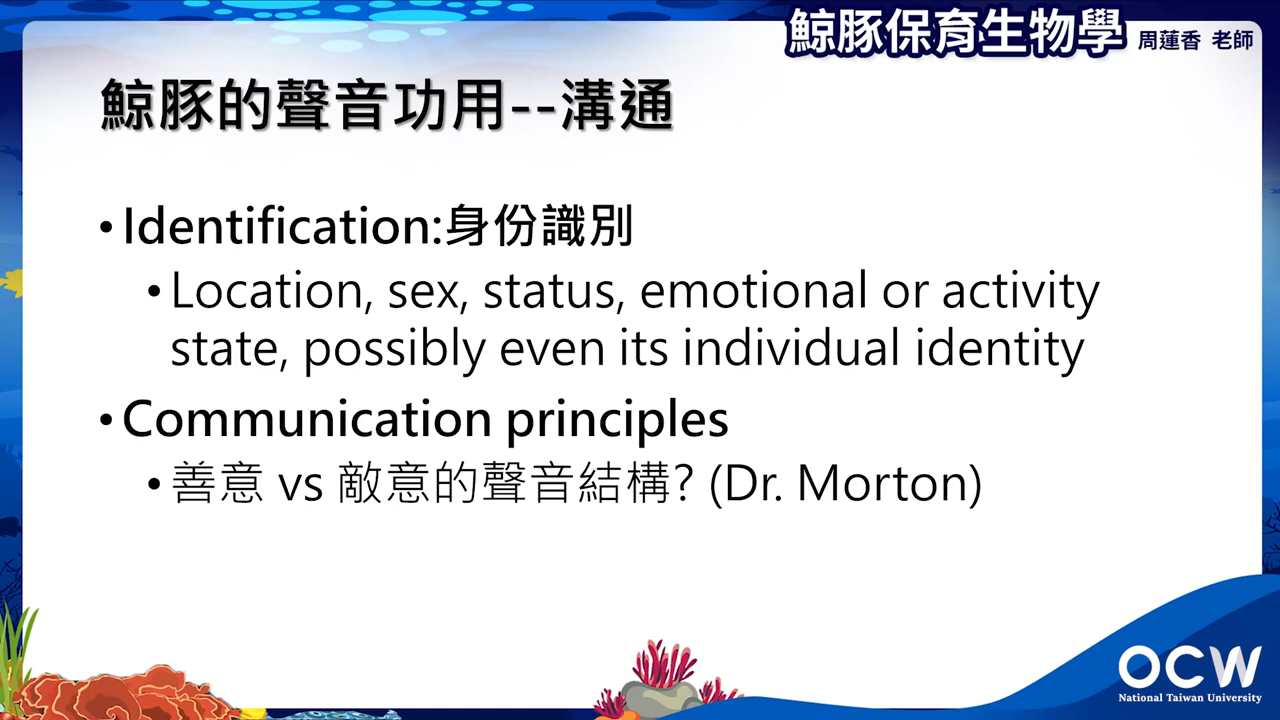 鯨豚保育生物學 周蓮香 老師
鯨豚的聲音功用--溝通
• Identification:身份識別
• Location, sex, status, emotional or activity
state, possibly even its individual identity
• Communication principles
• 善意 vs 敵意的聲音結構? (Dr. Morton)
OCW
National Taiwan University